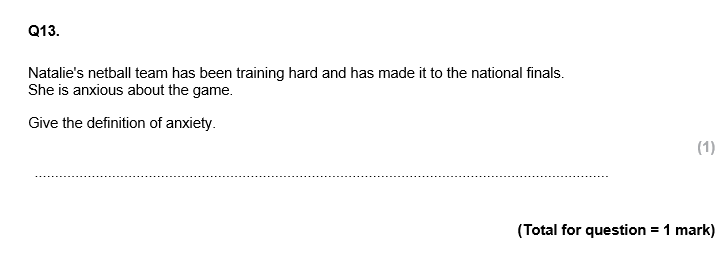 Q13.
Natalie's netball team has been training hard and has made it to the national finals.
She is anxious about the game.
Give the definition of anxiety.
(1)
(Total for question = 1 mark)